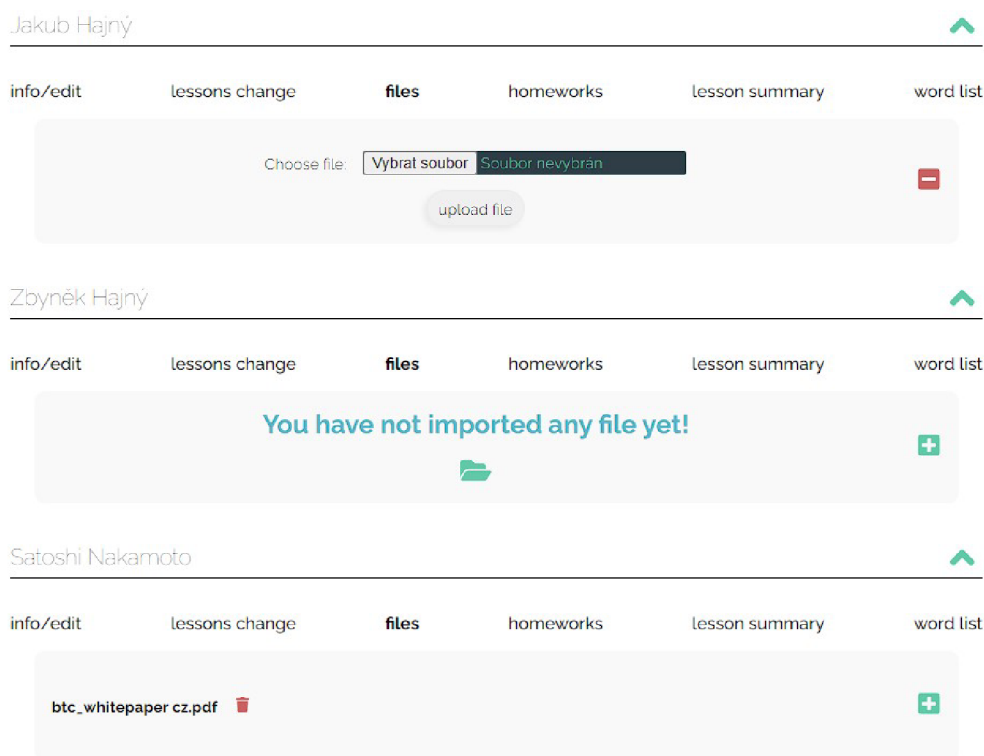 Jakub Hajný
info/edit lessons change files homeworks lesson summary word list
Choose file: Vybrat soubor Soubor nevybrán
upload file
Zbyněk Hajný
info/edit lessons change files homeworks lesson summary word list
You have not imported any file yet!
Satoshi Nakamoto
info/edit lessons change files homeworks lesson summary word list
btc_whitepaper cz.pdf